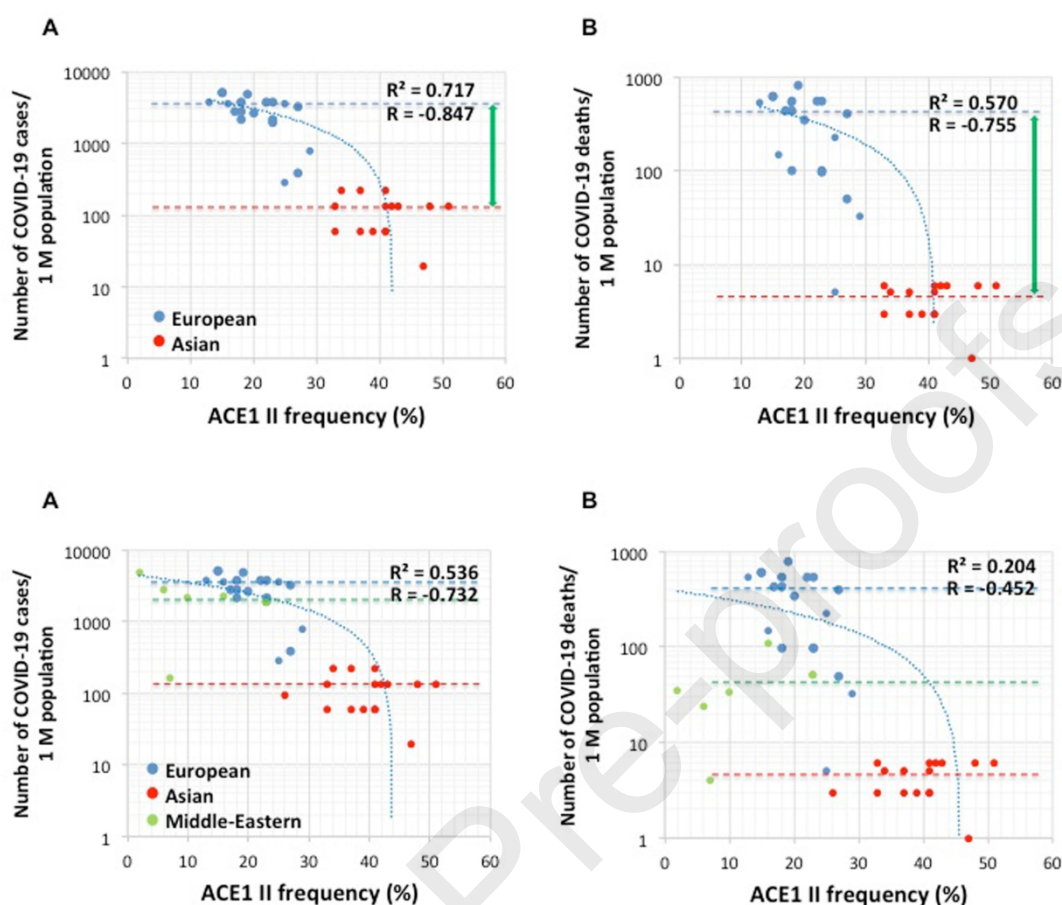 A
Number of COVID-19 cases/
1 M population
10000
1000
100
10
1
R² = 0.717
R = -0.847
European
Asian
0 10 20 30 40 50 60
ACE1 II frequency (%)
B
Number of COVID-19 deaths/
1 M population
1000
100
10
1
R² = 0.570
R = -0.755
0 10 20 30 40 50 60
ACE1 II frequency (%)
A
Number of COVID-19 cases/
1 M population
10000
1000
100
10
1
R² = 0.536
R = -0.732
European
Asian
Middle-Eastern
0 10 20 30 40 50 60
ACE1 II frequency (%)
B
Number of COVID-19 deaths/
1 M population
1000
100
10
1
R² = 0.204
R = -0.452
0 10 20 30 40 50 60
ACE1 II frequency (%)
Pre-proofs